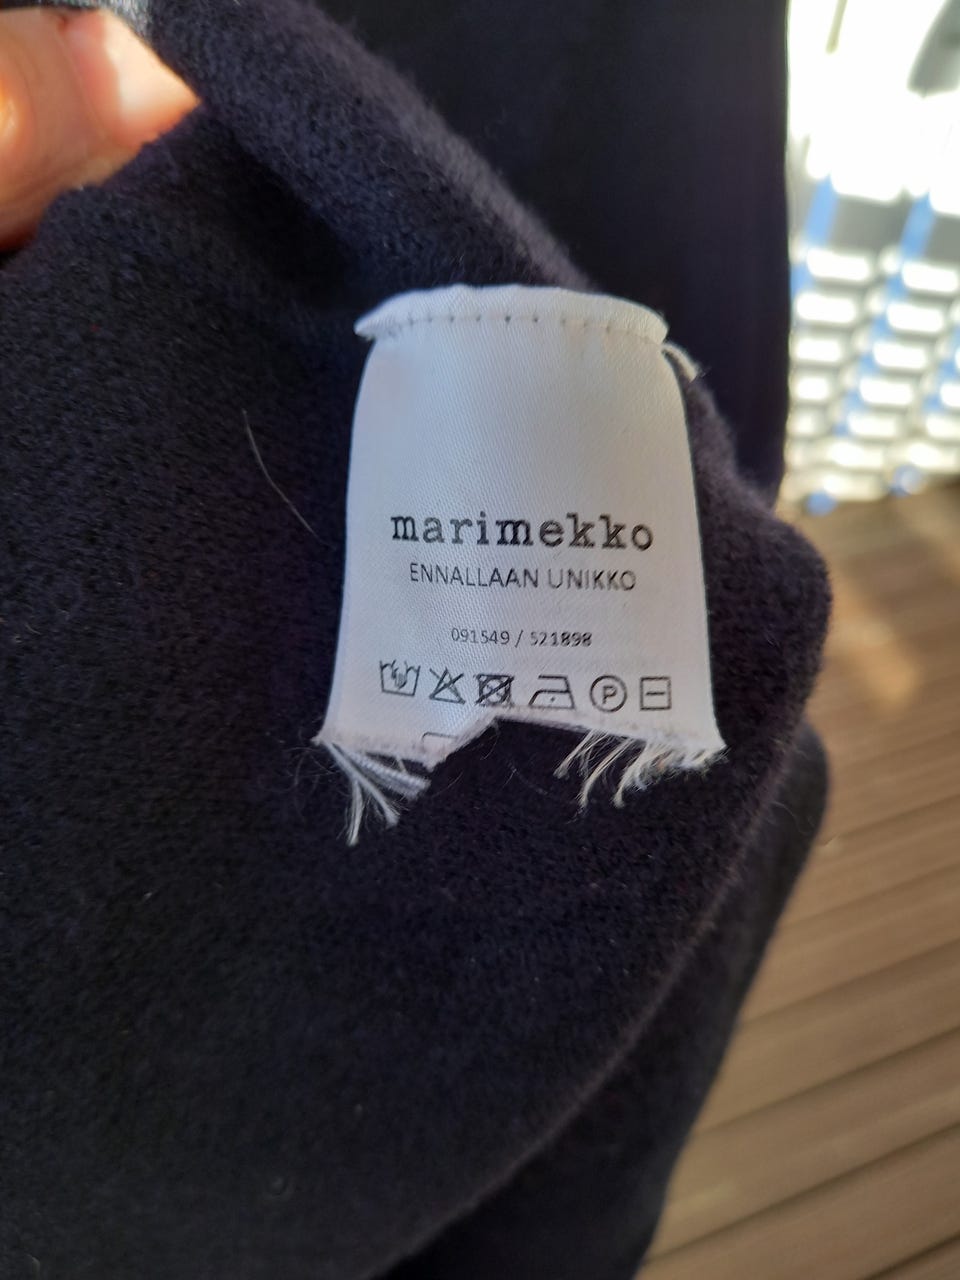 marimekko
ENNALLAAN UNIKKO
091549 / 521898
P